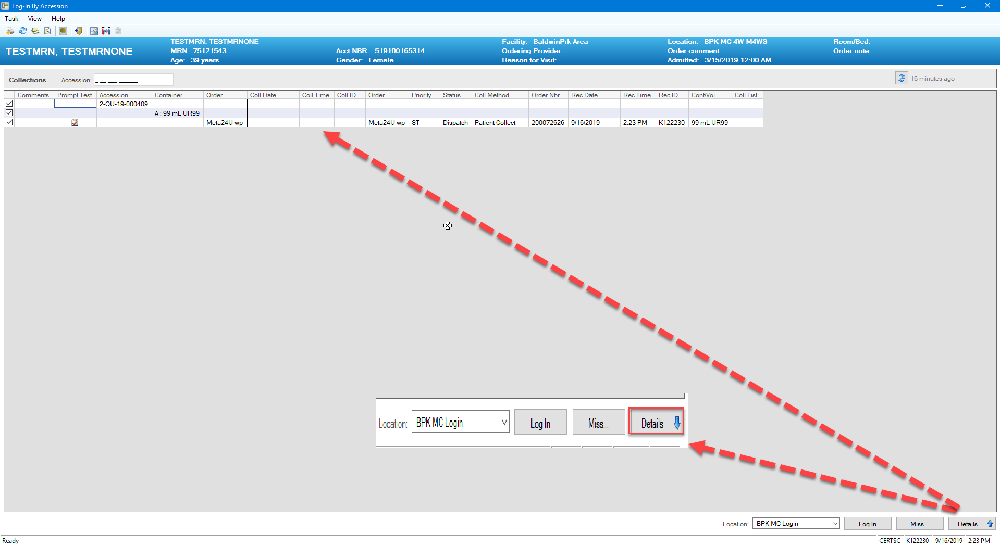 Log-In By Accession
Task View Help
TESTMRN, TESTMRNONE
TESTMRN, TESTMRNONE
MRN 75121543
Age: 39 years
Acct NBR: 519100165314
Gender: Female
Facility: BaldwinPrk Area
Ordering Provider:
Reason for Visit:
Location: BPK MC 4W M4WS
Order comment:
Admitted: 3/15/2019 12:00 AM
Room/Bed:
Order note:
Collections Accession: _-__-___-______ 16 minutes ago
Comments Prompt Test Accession Container Order Coll Date Coll Time Coll ID Order Priority Status Coll Method Order Nbr Rec Date Rec Time Rec ID Cont/Vol Coll List
2-QU-19-000409
A : 99 mL UR99
Meta24U wp Meta24U wp ST Dispatch Patient Collect 200072626 9/16/2019 2:23 PM K122230 99 mL UR99 ---
Location: BPK MC Login Log In Miss... Details
Location: BPK MC Login Log In Miss... Details
Ready CERTSC K122230 9/16/2019 2:23 PM